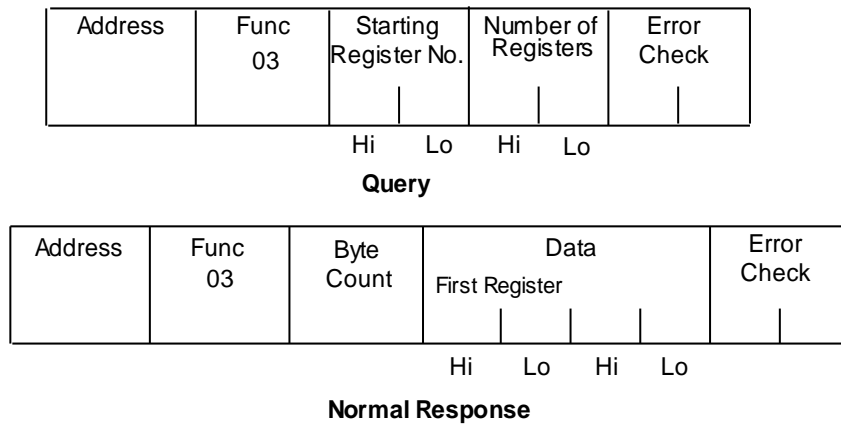 Address Func Starting Number of Error
03 Register No. Registers Check
Hi Lo Hi Lo
Query
Address Func Byte Data Error
03 Count First Register Check
Hi Lo Hi Lo
Normal Response